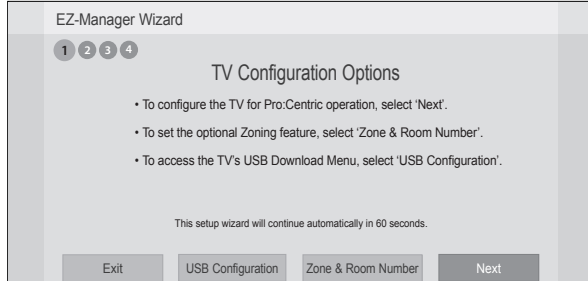 EZ-Manager Wizard
1 2 3 4
TV Configuration Options
• To configure the TV for Pro:Centric operation, select ‘Next’.
• To set the optional Zoning feature, select ‘Zone & Room Number’.
• To access the TV’s USB Download Menu, select ‘USB Configuration’.
This setup wizard will continue automatically in 60 seconds.
Exit USB Configuration Zone & Room Number Next